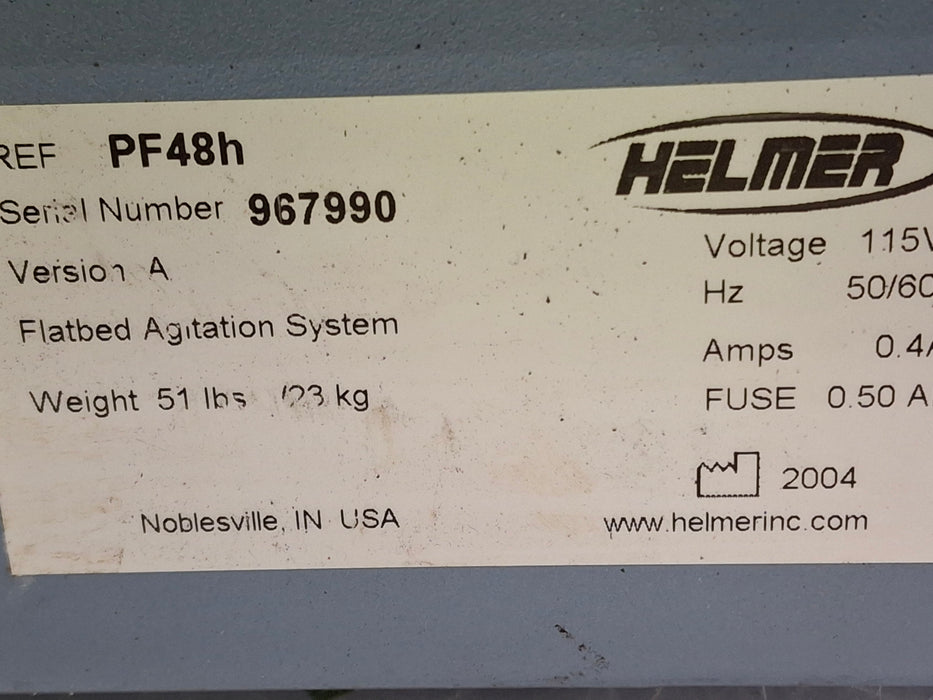 REF PF48h
HELMER
Serial Number 967990
Version A
Flatbed Agitation System
Weight 51 lbs /23 kg
Voltage 115V
Hz 50/60
Amps 0.4A
FUSE 0.50 A
2004
Noblesville, IN USA
www.helmerinc.com